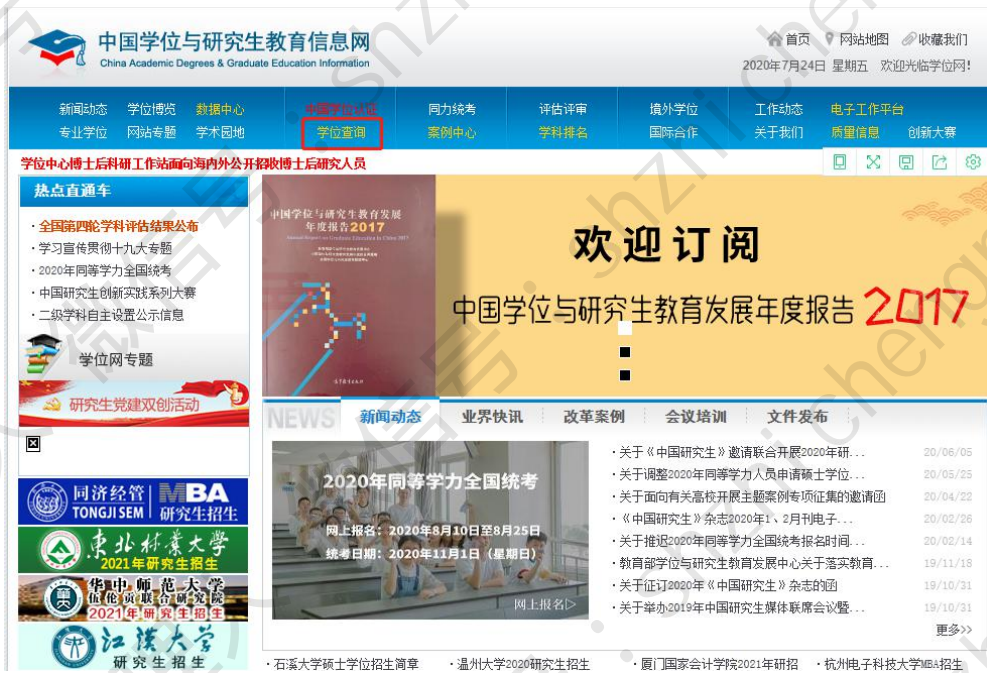 中国学位与研究生教育信息网
China Academic Degrees & Graduate Education Information
首页 网站地图 收藏我们
2020年7月24日 星期五 欢迎光临学位网!
新闻动态 学位博览 数据中心 中国学位认证 同力统考 评估评审 境外学位 工作动态 电子工作平台
专业学位 网站专题 学术园地 学位查询 案例中心 学科排名 国际合作 关于我们 质量信息 创新大赛
学位中心博士后科研工作站面向海内外公开招收博士后研究人员
热点直通车
·全国第四轮学科评估结果公布
·学习宣传贯彻十九大专题
·2020年同等学力全国统考
·中国研究生创新实践系列大赛
·二级学科自主设置公示信息
学位网专题
研究生党建双创活动
同济经管 MBA
TONGJI SEM 研究生招生
东北林业大学
2021年研究生招生
华中师范大学
伍伦贡联合研究院
2021年研究生招生
江汉大学
研究生招生
中国学位与研究生教育发展
年度报告2017
欢迎订阅
中国学位与研究生教育发展年度报告 2017
NEWS 新闻动态 业界快讯 改革案例 会议培训 文件发布
2020年同等学力全国统考
网上报名:2020年8月10日至8月25日
统考日期:2020年11月1日(星期日)
网上报名▷
·关于《中国研究生》邀请联合开展2020年研... 20/06/05
·关于调整2020年同等学力人员申请硕士学位... 20/05/25
·关于面向有关高校开展主题案例专项征集的邀请函 20/04/22
·《中国研究生》杂志2020年1、2月刊电子... 20/02/26
·关于推迟2020年同等学力全国统考报名时间... 20/02/14
·教育部学位与研究生教育发展中心关于落实教育... 19/11/18
·关于征订2020年《中国研究生》杂志的函 19/10/31
·关于举办2019年中国研究生媒体联席会议暨... 19/10/31
更多>>
·石溪大学硕士学位招生简章 ·温州大学2020研究生招生 ·厦门国家会计学院2021年研招 ·杭州电子科技大学MBA招生